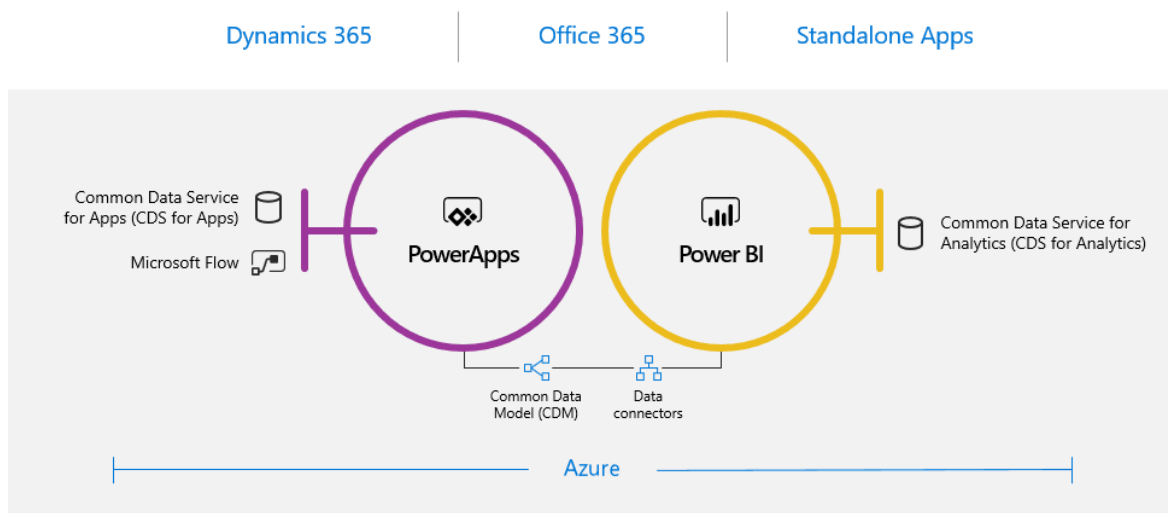 Dynamics 365
Office 365
Standalone Apps
Common Data Service
for Apps (CDS for Apps)
Microsoft Flow
PowerApps
Power BI
Common Data Service for
Analytics (CDS for Analytics)
Common Data
Model (CDM)
Data
connectors
Azure